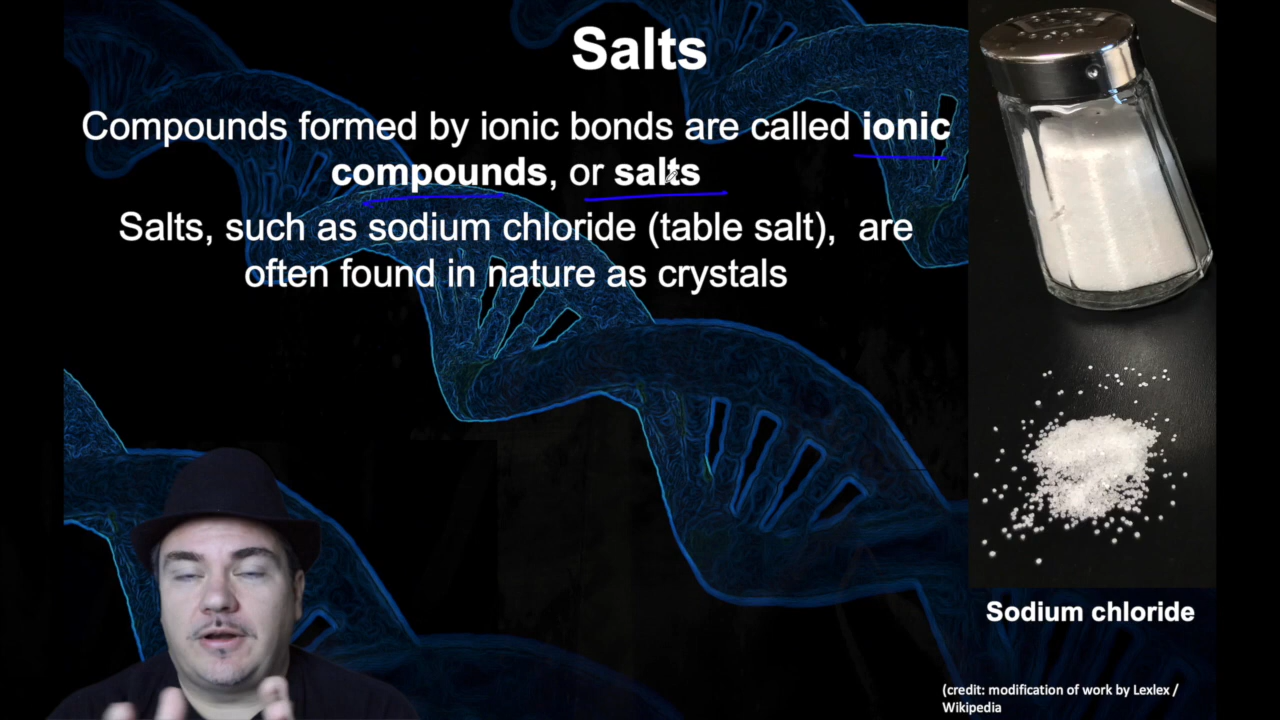 Salts
Compounds formed by ionic bonds are called ionic
compounds, or salts
Salts, such as sodium chloride (table salt),  are
often found in nature as crystals
Sodium chloride
(credit: modification of work by Lexlex /
Wikipedia